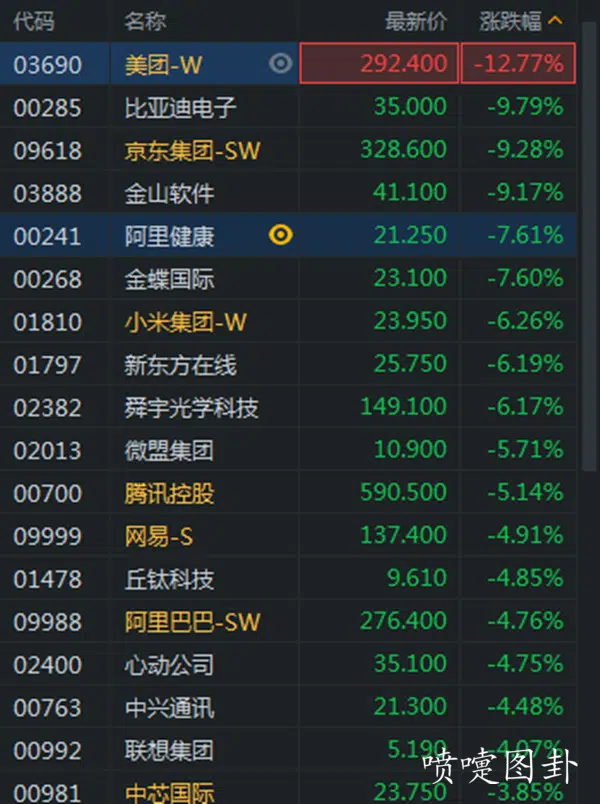 代码 名称 最新价 涨跌幅
03690 美团-W 292.400 -12.77%
00285 比亚迪电子 35.000 -9.79%
09618 京东集团-SW 328.600 -9.28%
03888 金山软件 41.100 -9.17%
00241 阿里健康 21.250 -7.61%
00268 金蝶国际 23.100 -7.60%
01810 小米集团-W 23.950 -6.26%
01797 新东方在线 25.750 -6.19%
02382 舜宇光学科技 149.100 -6.17%
02013 微盟集团 10.900 -5.71%
00700 腾讯控股 590.500 -5.14%
09999 网易-S 137.400 -4.91%
01478 丘钛科技 9.610 -4.85%
09988 阿里巴巴-SW 276.400 -4.76%
02400 心动公司 35.100 -4.75%
00763 中兴通讯 21.300 -4.48%
00992 联想集团 5.190 -4.07%
喷嚏图卦
00981 中芯国际 23.750 -3.85%